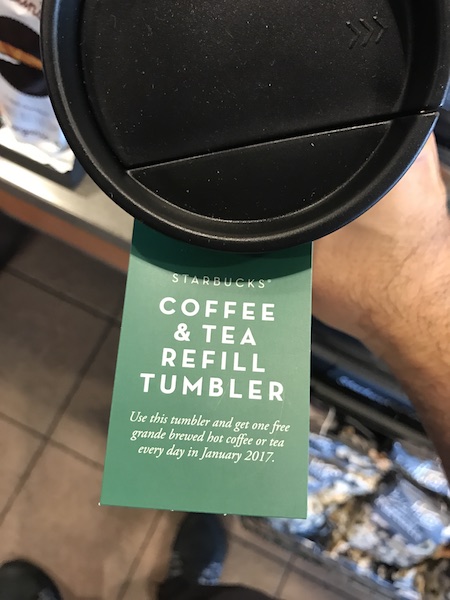 STARBUCKS®
COFFEE
& TEA
REFILL
TUMBLER
Use this tumbler and get one free
grande brewed hot coffee or tea
every day in January 2017.